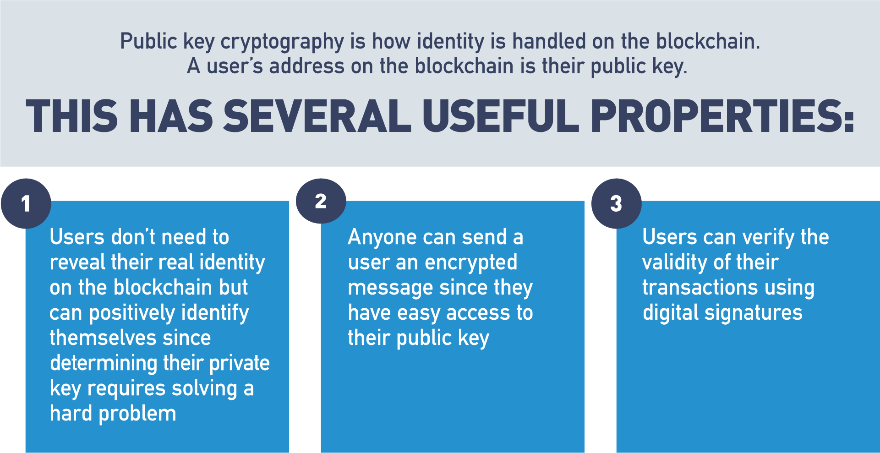 Public key cryptography is how identity is handled on the blockchain.
A user's address on the blockchain is their public key.
THIS HAS SEVERAL USEFUL PROPERTIES:
1
Users don't need to
reveal their real identity
on the blockchain but
can positively identify
themselves since
determining their private
key requires solving a
hard problem
2
Anyone can send a
user an encrypted
message since they
have easy access to
their public key
3
Users can verify the
validity of their
transactions using
digital signatures